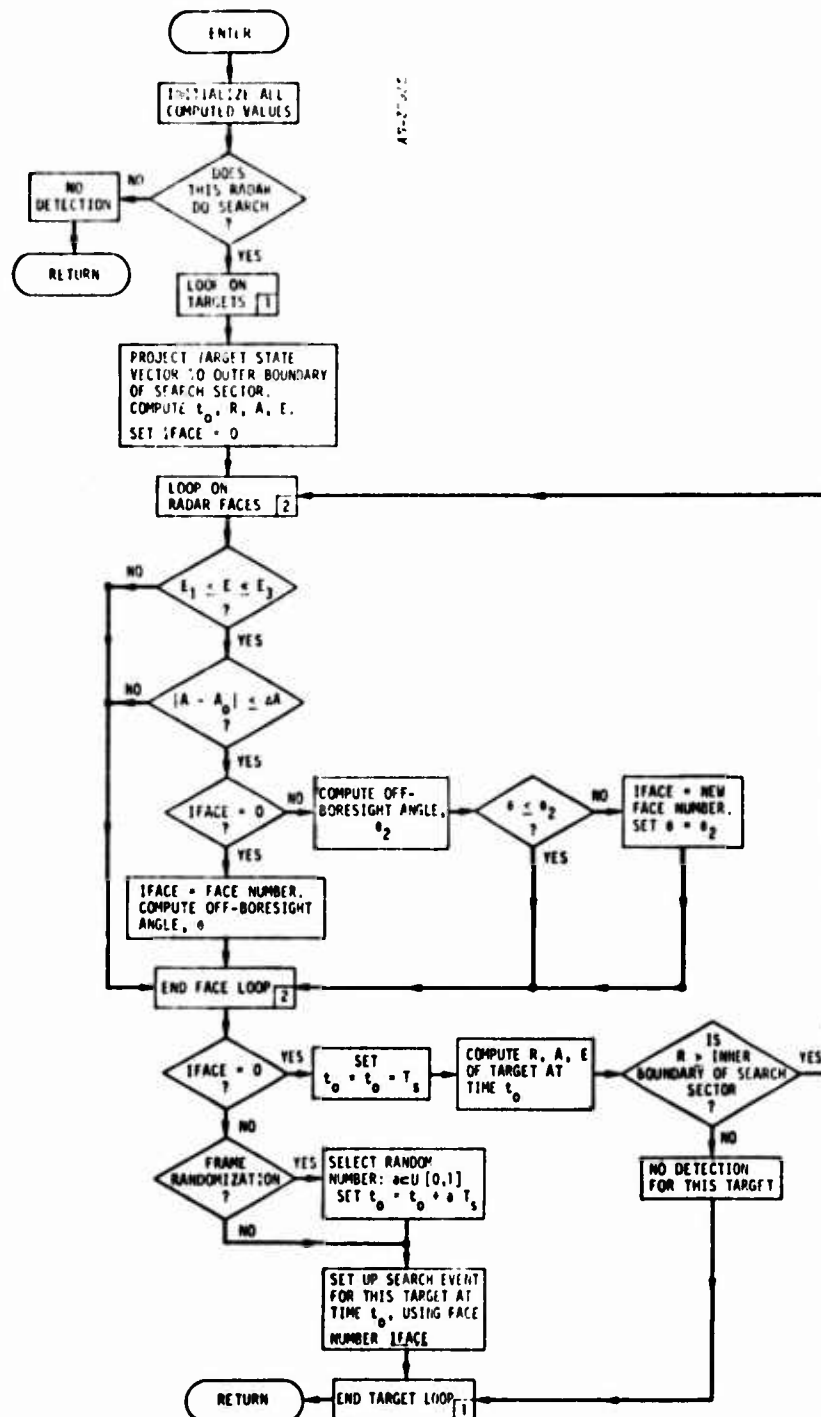 ENTER
INITIALIZE ALL
COMPUTED VALUES
DOES
THIS RADAR
DO SEARCH
?
NO
NO
DETECTION
RETURN
YES
LOOP ON
TARGETS 1
PROJECT TARGET STATE
VECTOR TO OUTER BOUNDARY
OF SEARCH SECTOR.
COMPUTE t₀, R, A, E.
SET IFACE = 0
LOOP ON
RADAR FACES 2
NO
E₁ ≤ E ≤ E₃
?
YES
NO
|A - A₀| ≤ ΔA
?
YES
IFACE = 0
?
NO
COMPUTE OFF-
BORESIGHT ANGLE,
θ₂
θ ≤ θ₂
?
NO
IFACE = NEW
FACE NUMBER.
SET θ = θ₂
YES
YES
IFACE = FACE NUMBER.
COMPUTE OFF-BORESIGHT
ANGLE, θ
END FACE LOOP 2
IFACE = 0
?
YES
SET
t₀ = t₀ = Tₛ
COMPUTE R, A, E
OF TARGET AT
TIME t₀
IS
R > INNER
BOUNDARY OF SEARCH
SECTOR
?
YES
NO
NO
FRAME
RANDOMIZATION
?
YES
SELECT RANDOM
NUMBER: a⊂U [0,1]
SET t₀ = t₀ + a Tₛ
NO DETECTION
FOR THIS TARGET
NO
SET UP SEARCH EVENT
FOR THIS TARGET AT
TIME t₀, USING FACE
NUMBER IFACE
RETURN
END TARGET LOOP 1